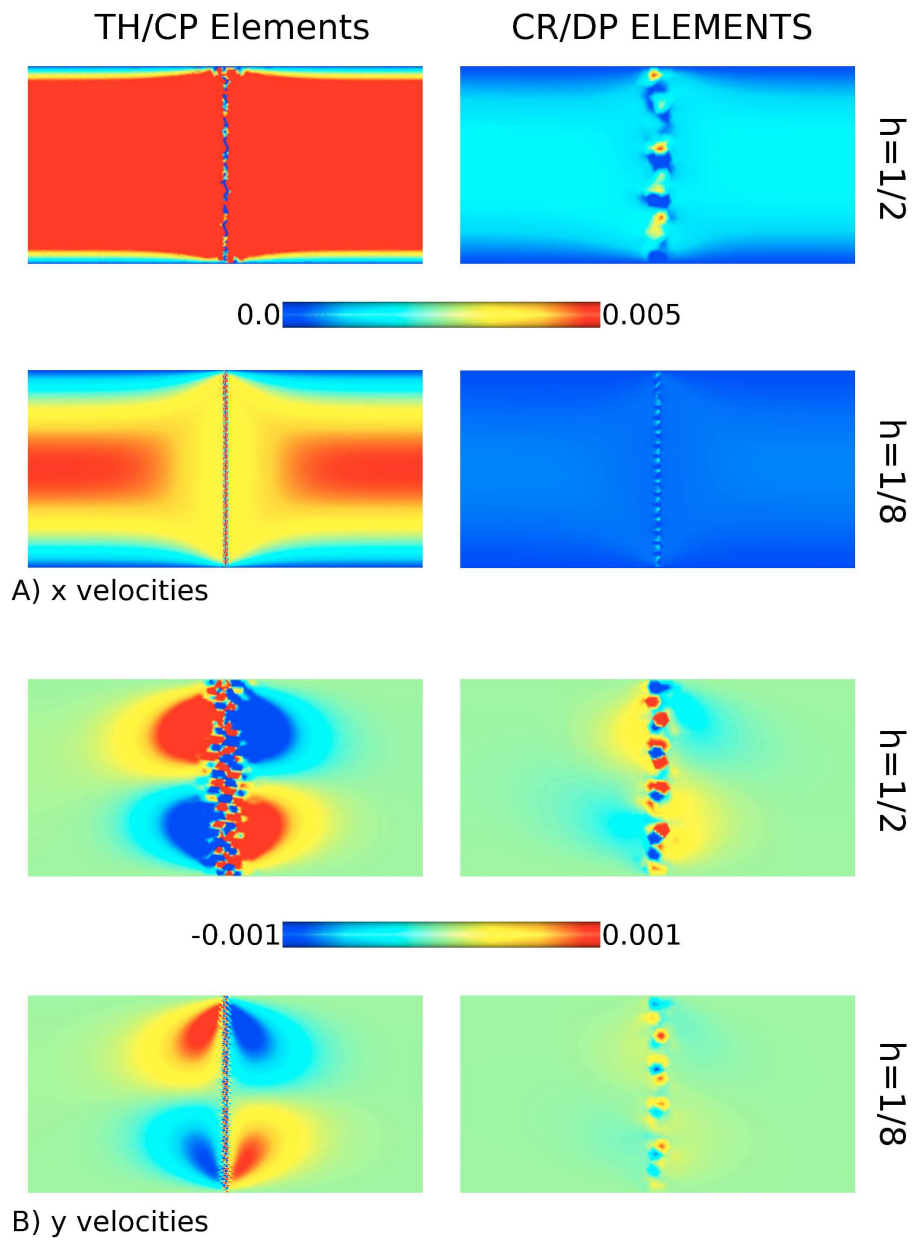 TH/CP Elements
CR/DP ELEMENTS
h=1/2
0.0
0.005
h=1/8
A) x velocities
h=1/2
-0.001
0.001
h=1/8
B) y velocities